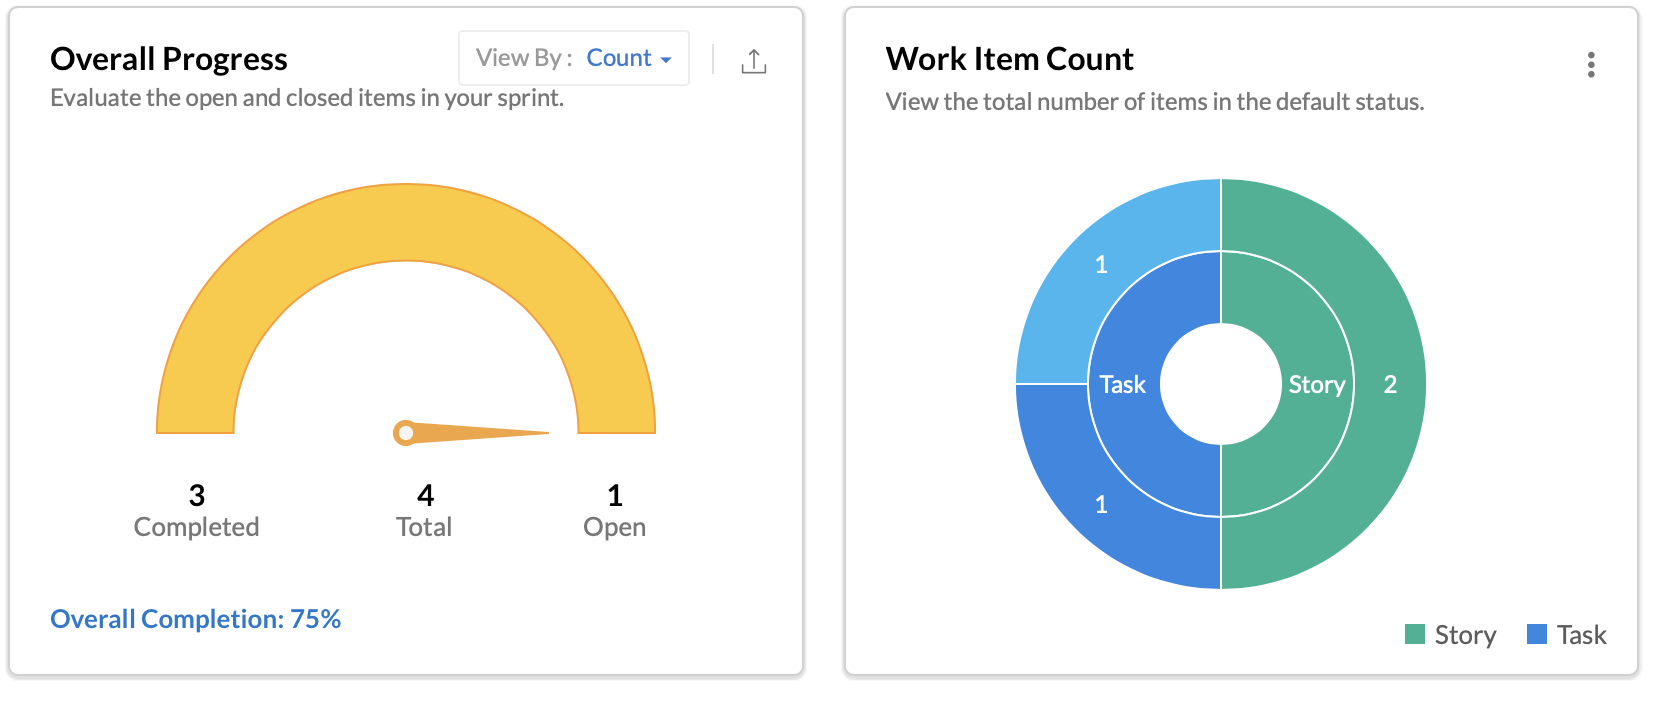 Overall Progress
View By : Count
Evaluate the open and closed items in your sprint.
3
Completed
4
Total
1
Open
Overall Completion: 75%
Work Item Count
View the total number of items in the default status.
1
Task
Story
2
1
Story
Task